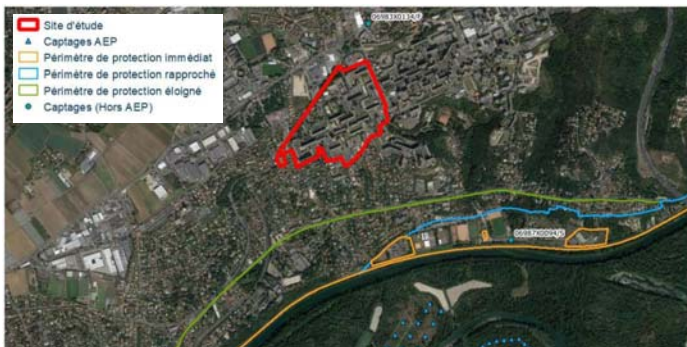 Site d'étude
Captages AEP
Périmètre de protection immédiat
Périmètre de protection rapproché
Périmètre de protection éloigné
Captages (Hors AEP)
06983X0134/F
06987X0094/S